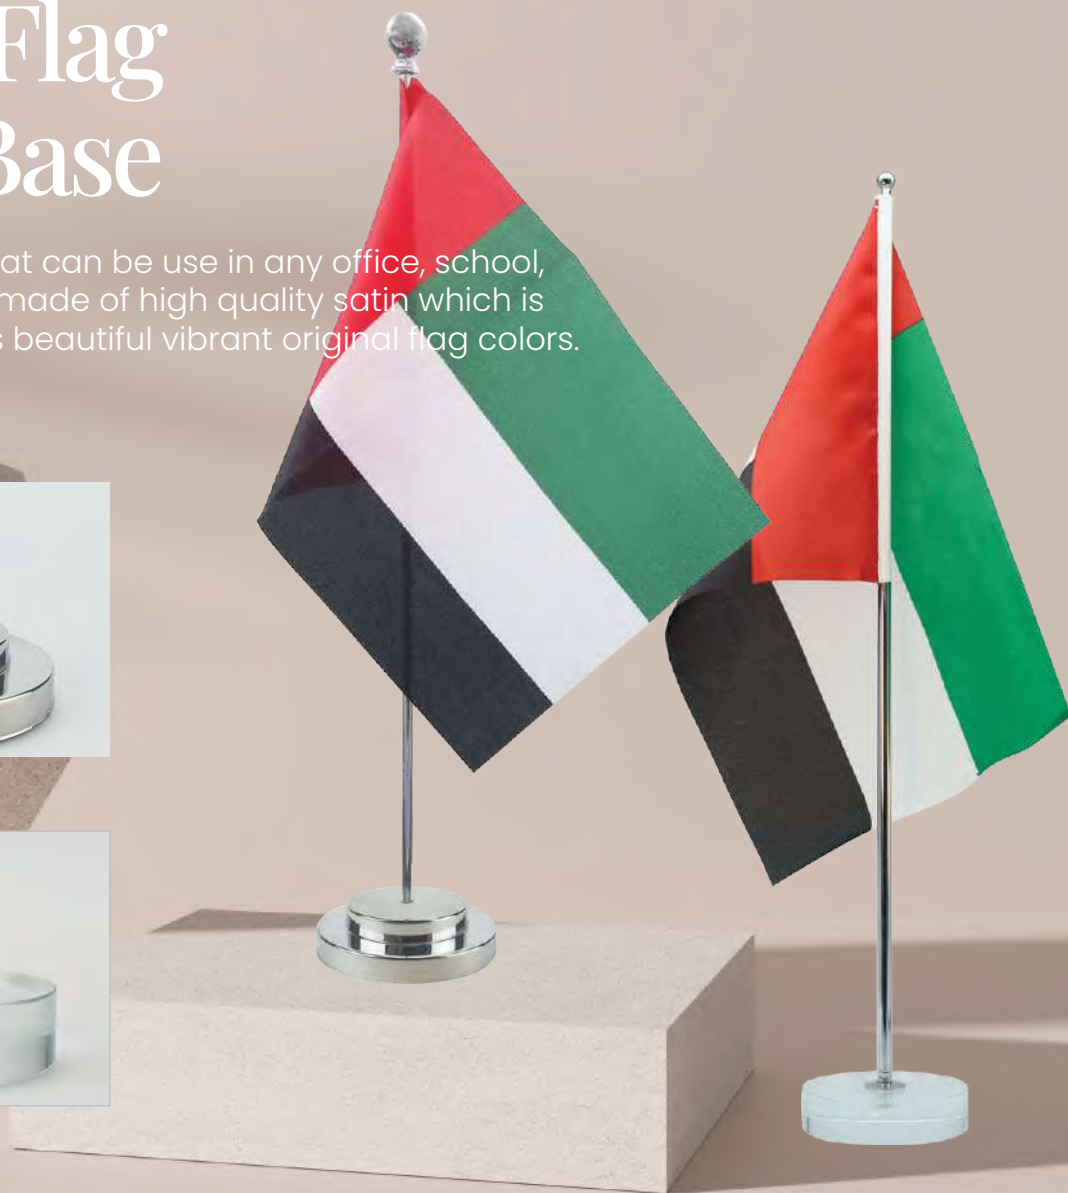 Flag
Base
at can be use in any office, school,
made of high quality satin which is
s beautiful vibrant original flag colors.